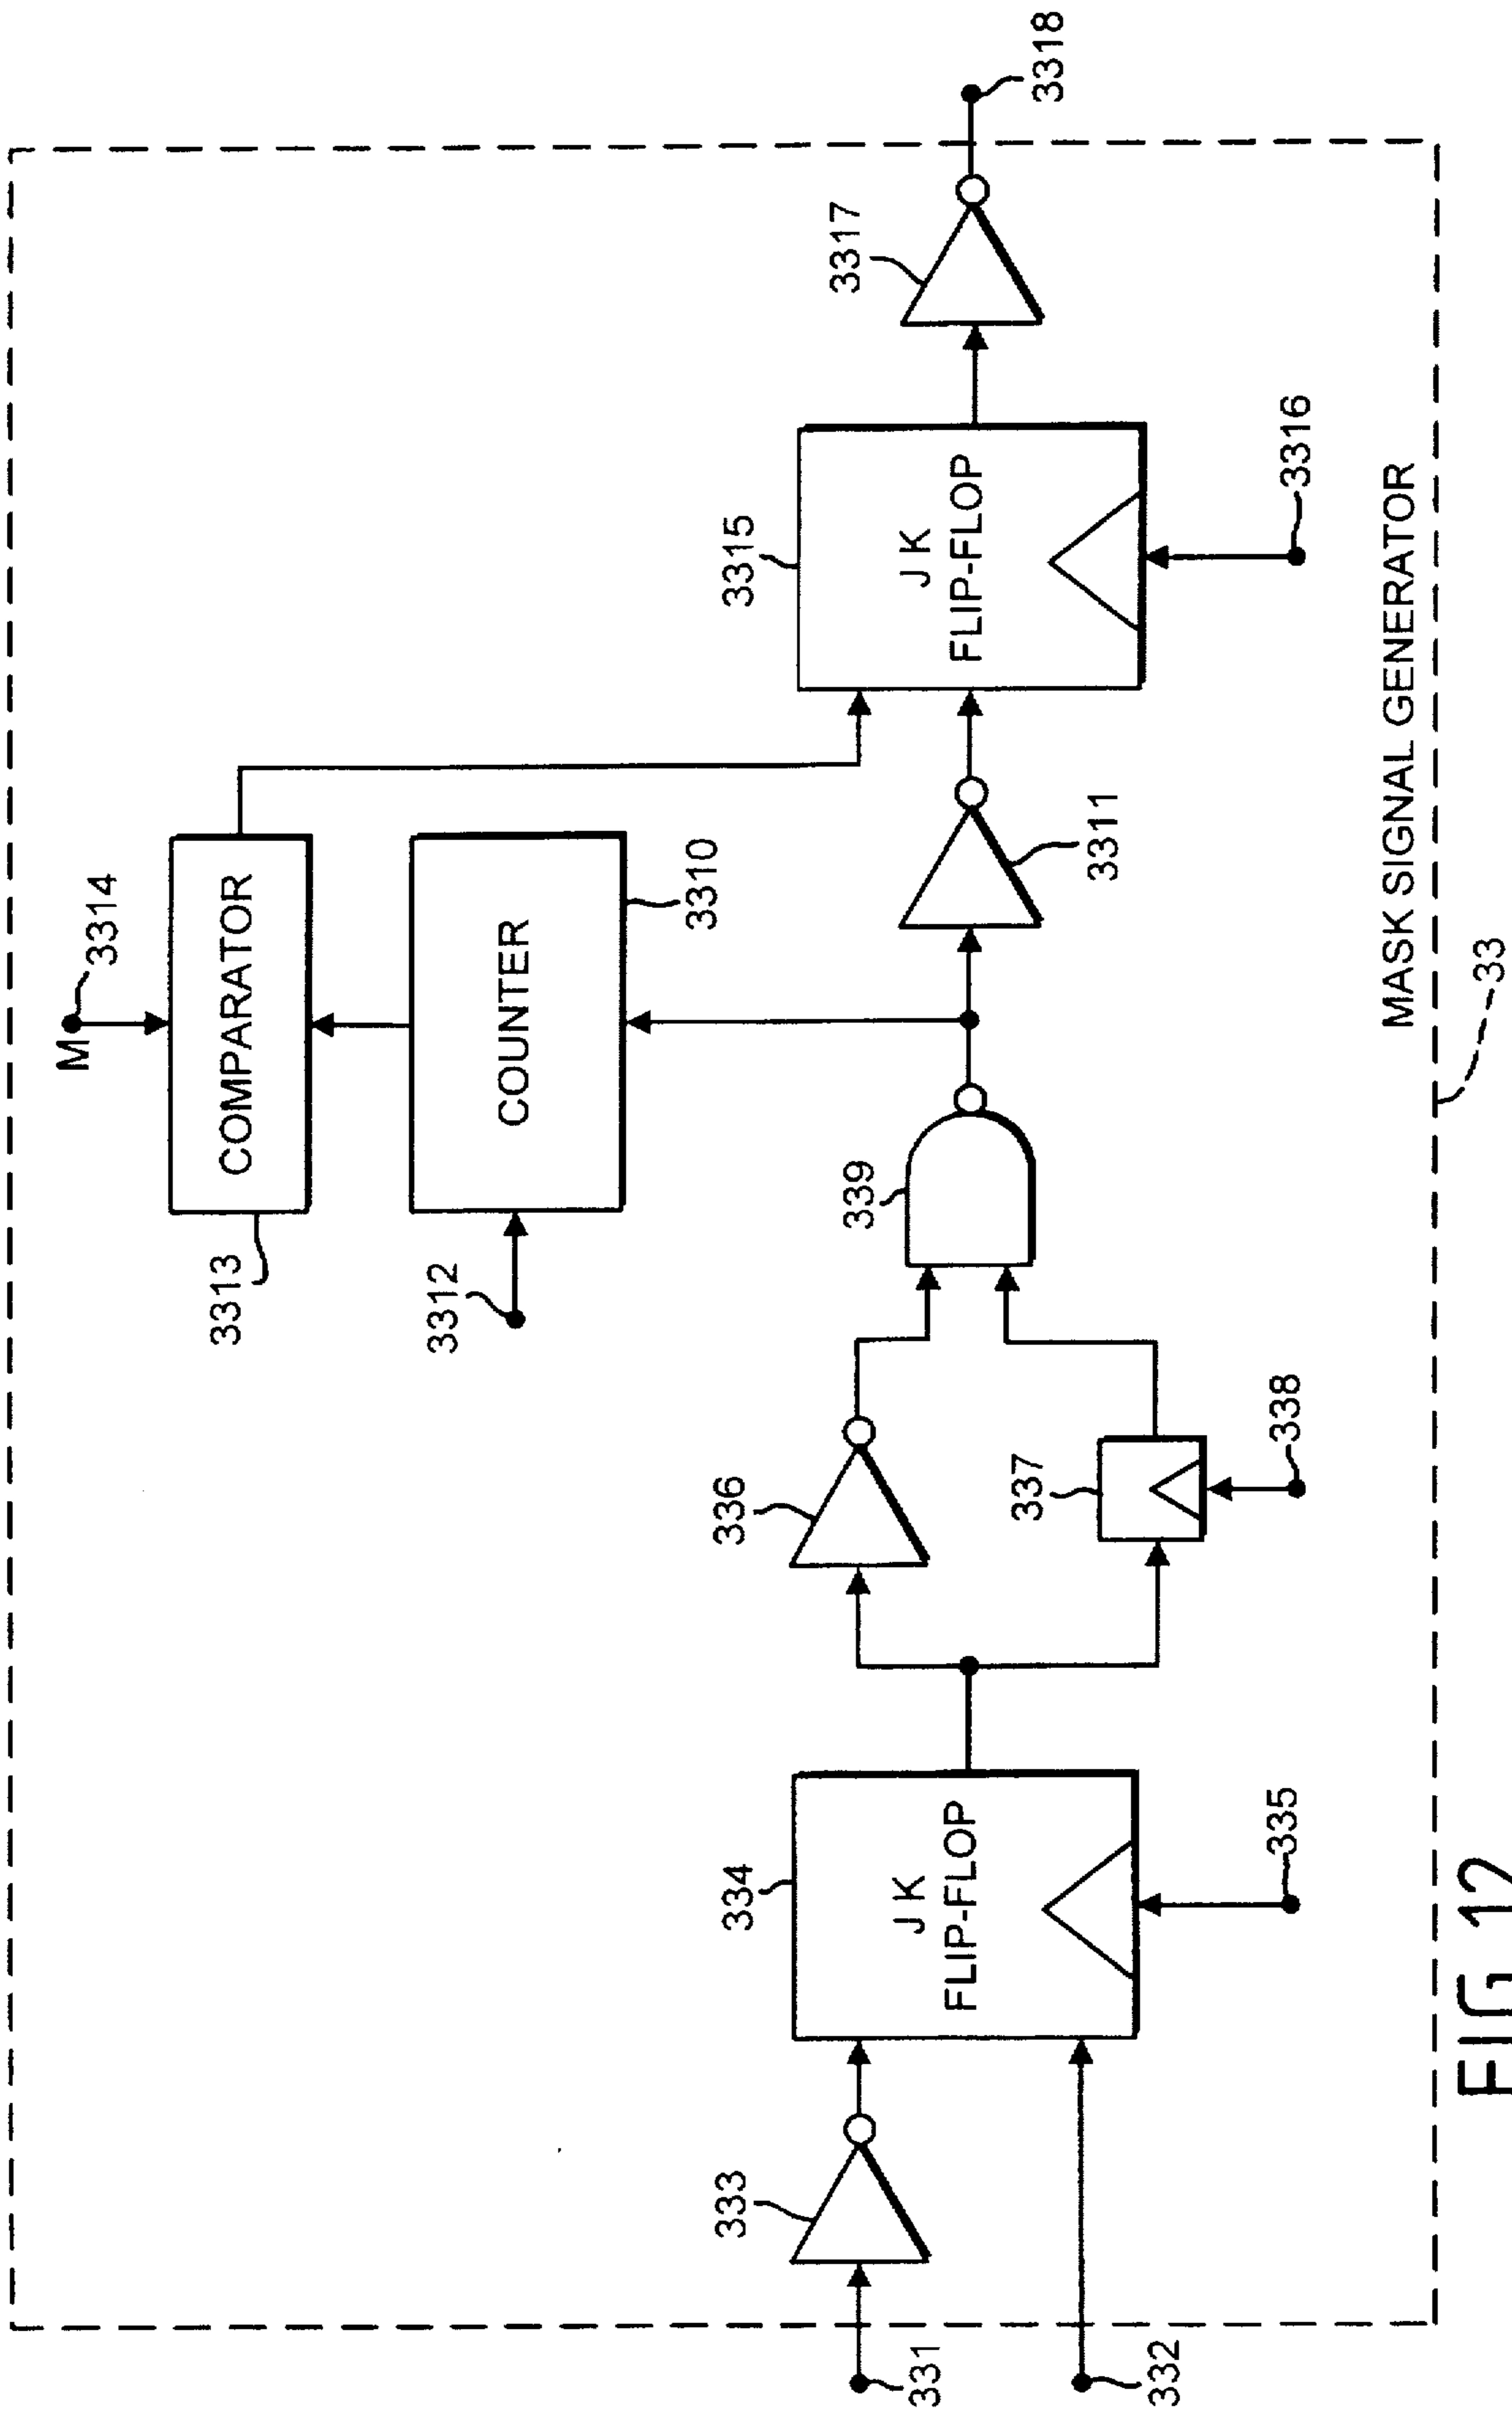 M
3314
3313
COMPARATOR
3312
COUNTER
3310
3318
3317
3315
J K
FLIP-FLOP
3316
3311
339
336
337
338
334
J K
FLIP-FLOP
335
333
331
332
MASK SIGNAL GENERATOR
33
FIG.12